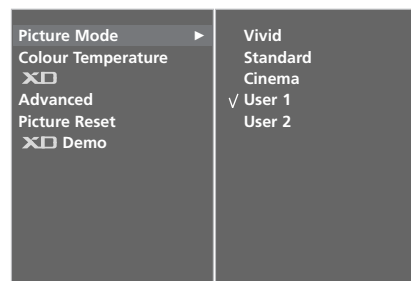 Picture Mode ►
Colour Temperature
XD
Advanced
Picture Reset
XD Demo
Vivid
Standard
Cinema
√ User 1
User 2